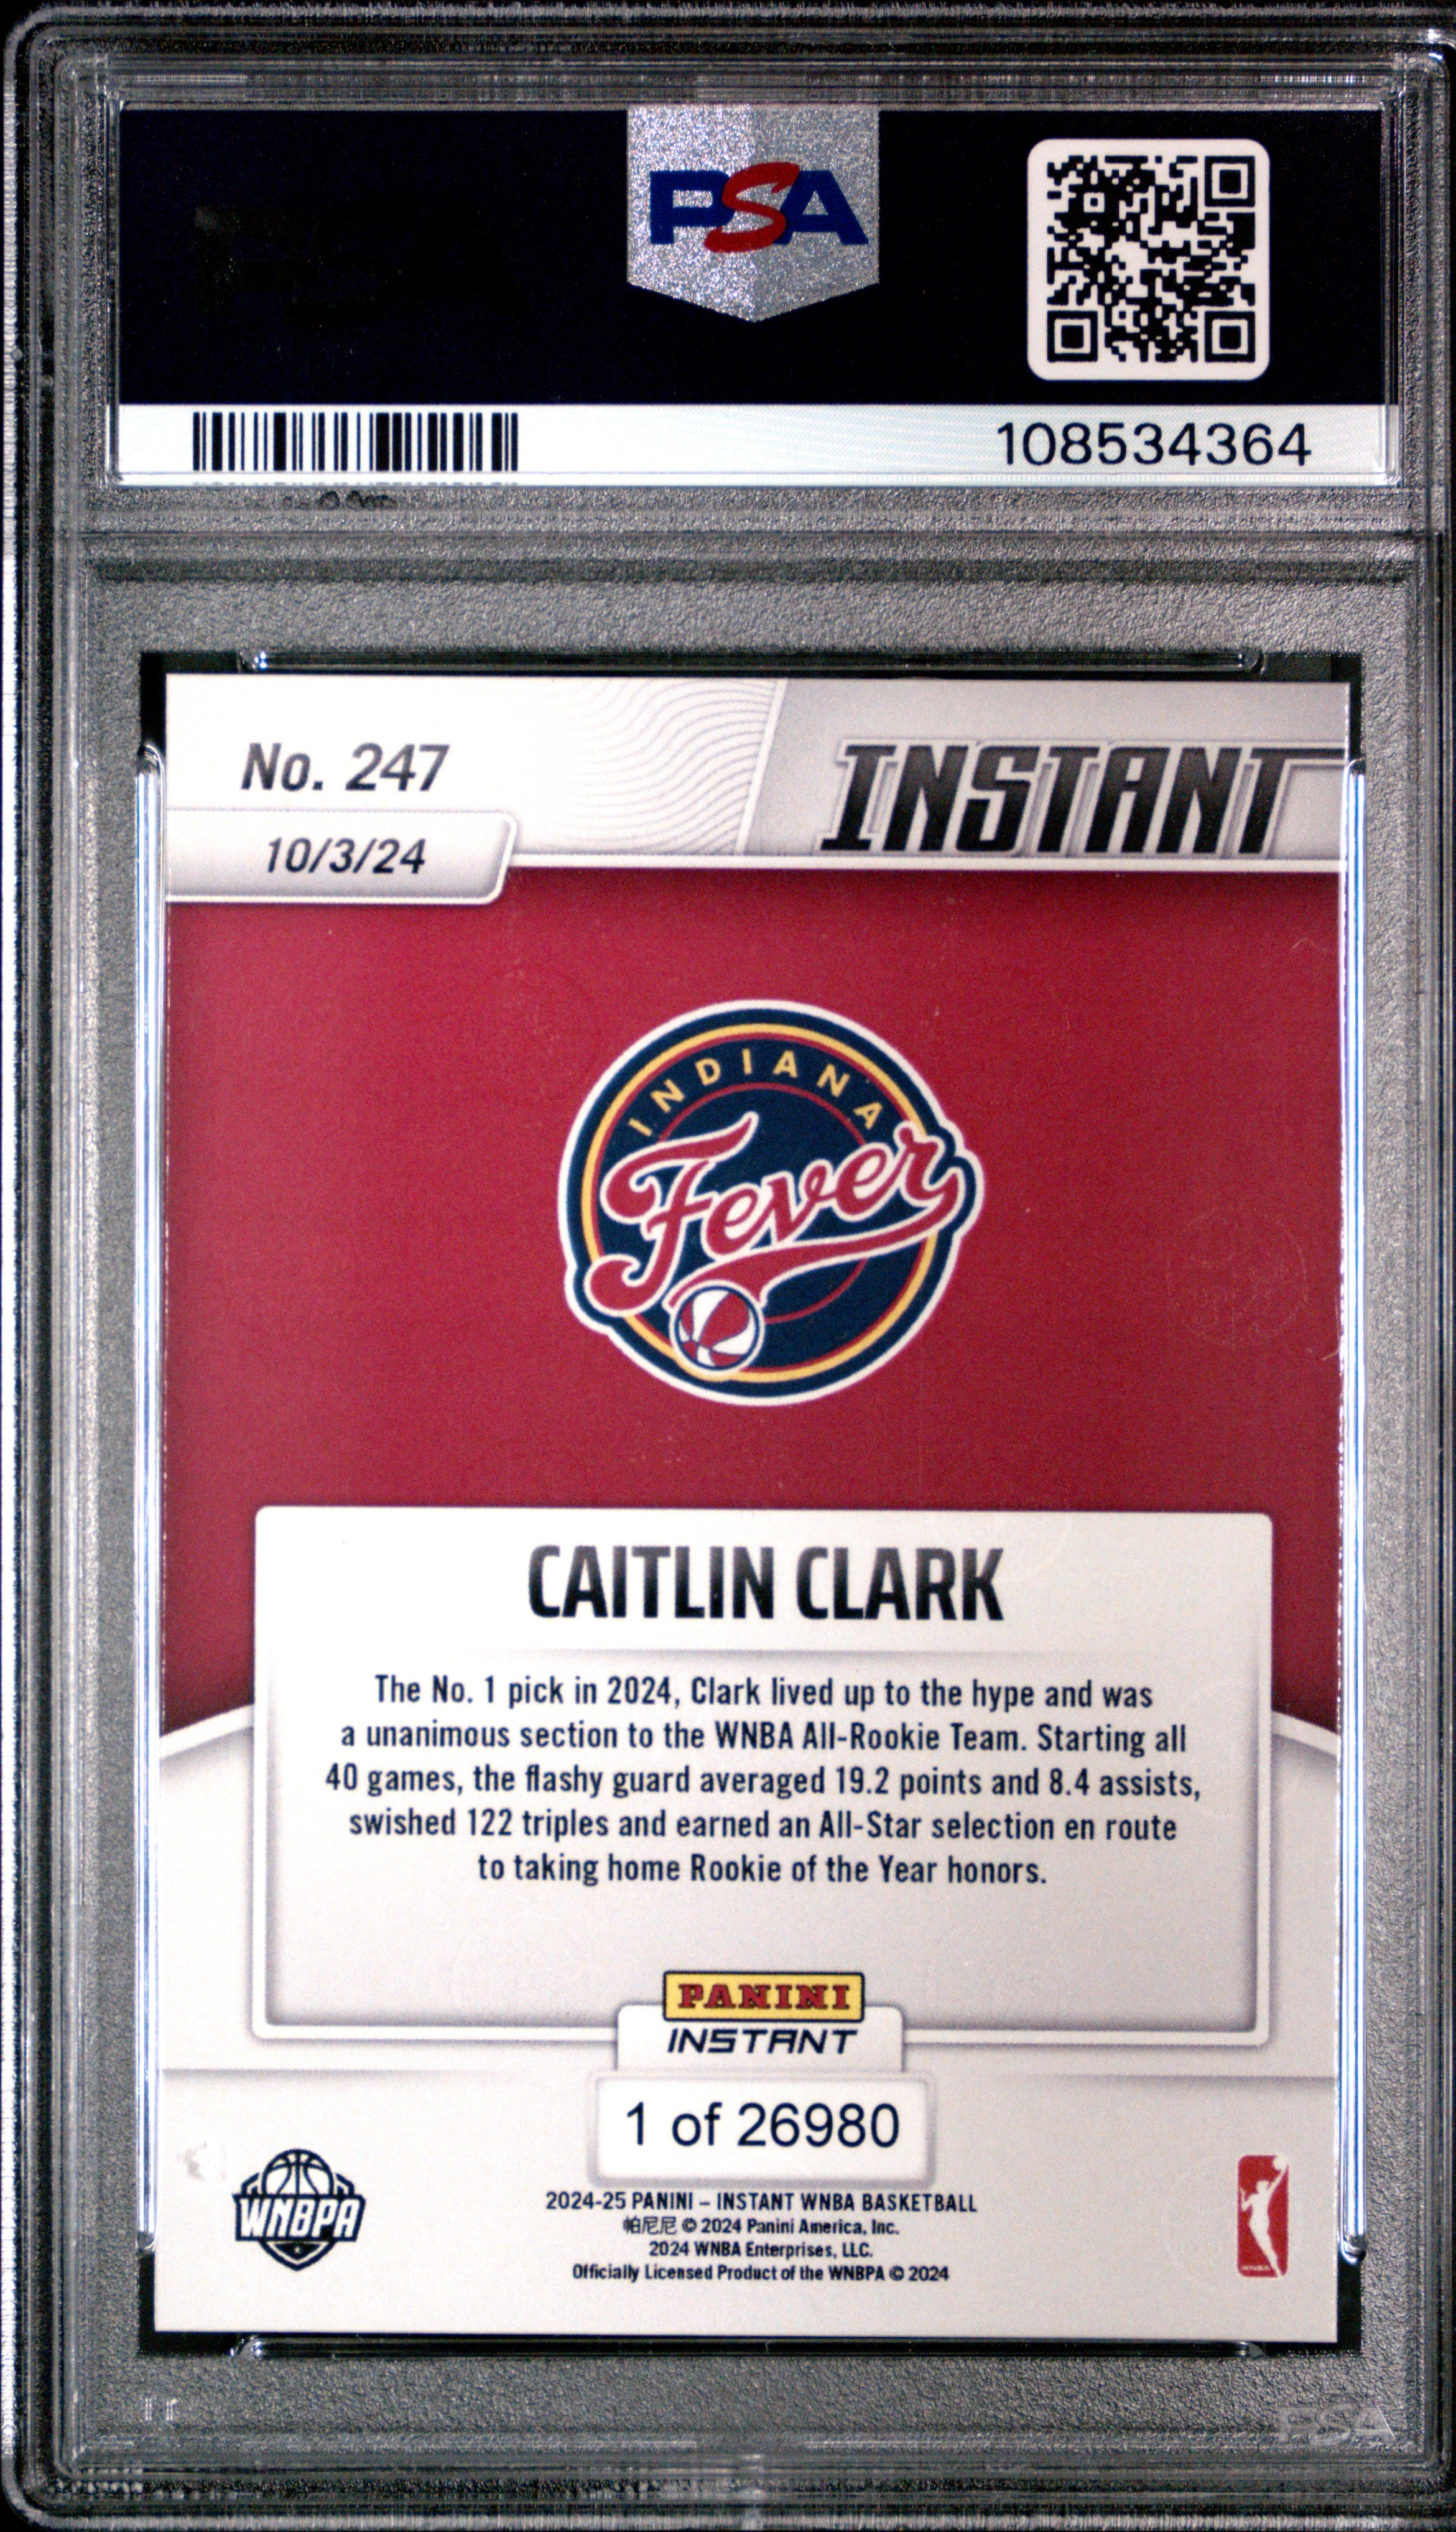 PSA
108534364
No. 247
INSTANT
10/3/24
INDIANA
Fever
CAITLIN CLARK
The No. 1 pick in 2024, Clark lived up to the hype and was
a unanimous section to the WNBA All-Rookie Team. Starting all
40 games, the flashy guard averaged 19.2 points and 8.4 assists,
swished 122 triples and earned an All-Star selection en route
to taking home Rookie of the Year honors.
PANINI
INSTANT
1 of 26980
WNBPA
2024-25 PANINI – INSTANT WNBA BASKETBALL
帕尼尼 © 2024 Panini America, Inc.
2024 WNBA Enterprises, LLC.
Officially Licensed Product of the WNBPA © 2024
PSA